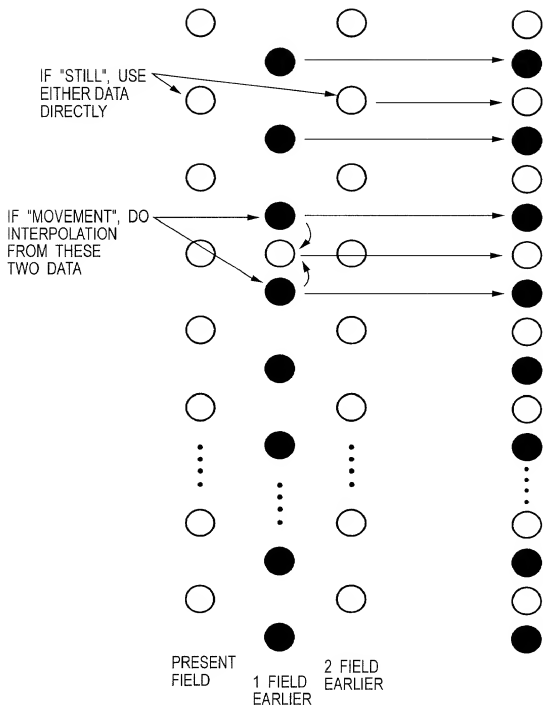 IF "STILL", USE
EITHER DATA
DIRECTLY
IF "MOVEMENT", DO
INTERPOLATION
FROM THESE
TWO DATA
PRESENT
FIELD
1 FIELD
EARLIER
2 FIELD
EARLIER